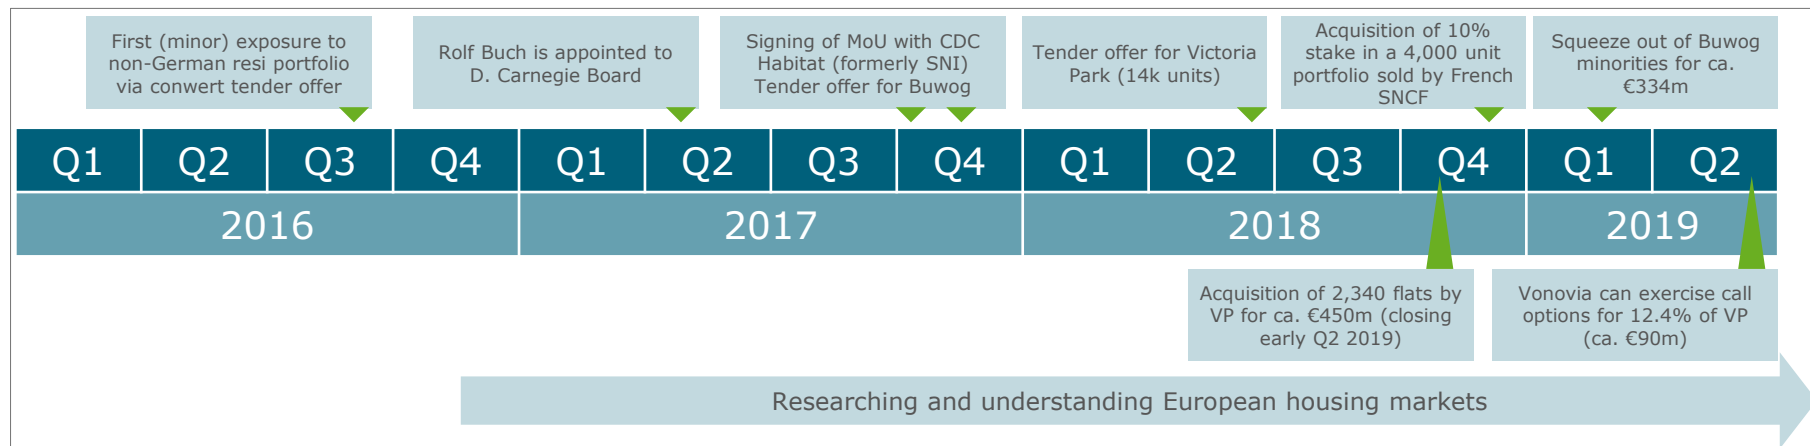 First (minor) exposure to
non-German resi portfolio
via conwert tender offer
Rolf Buch is appointed to
D. Carnegie Board
Signing of MoU with CDC
Habitat (formerly SNI)
Tender offer for Buwog
Tender offer for Victoria
Park (14k units)
Acquisition of 10%
stake in a 4,000 unit
portfolio sold by French
SNCF
Squeeze out of Buwog
minorities for ca.
€334m
Q1 Q2 Q3 Q4 Q1 Q2 Q3 Q4 Q1 Q2 Q3 Q4 Q1 Q2
2016 2017 2018 2019
Acquisition of 2,340 flats by
VP for ca. €450m (closing
early Q2 2019)
Vonovia can exercise call
options for 12.4% of VP
(ca. €90m)
Researching and understanding European housing markets